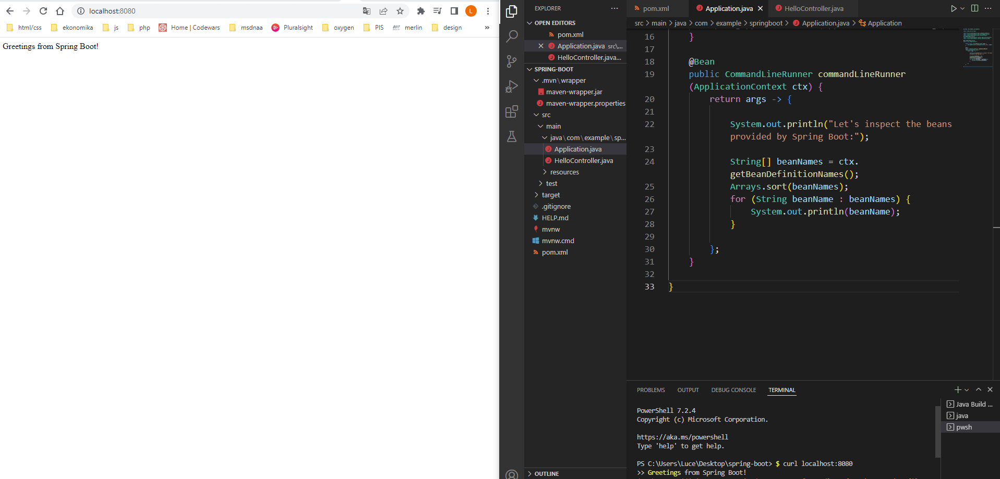 localhost:8080
L
html/css
ekonomika
js
php
Home | Codewars
msdnaa
Pluralsight
oxygen
PIS
merlin
design
»
Greetings from Spring Boot!
EXPLORER
OPEN EDITORS
pom.xml
Application.java src\...
HelloController.java...
SPRING-BOOT
.mvn\wrapper
maven-wrapper.jar
maven-wrapper.properties
src
main
java\com\example\sp...
Application.java
HelloController.java
resources
test
target
.gitignore
HELP.md
mvnw
mvnw.cmd
pom.xml
OUTLINE
pom.xml
Application.java
HelloController.java
src > main > java > com > example > springboot > Application.java > Application
16 }
17
18 @Bean
19 public CommandLineRunner commandLineRunner
(ApplicationContext ctx) {
20 return args -> {
21
22 System.out.println("Let's inspect the beans
provided by Spring Boot:");
23
24 String[] beanNames = ctx.
getBeanDefinitionNames();
25 Arrays.sort(beanNames);
26 for (String beanName : beanNames) {
27 System.out.println(beanName);
28 }
29
30 };
31 }
32
33 }
PROBLEMS
OUTPUT
DEBUG CONSOLE
TERMINAL
PowerShell 7.2.4
Copyright (c) Microsoft Corporation.
https://aka.ms/powershell
Type 'help' to get help.
PS C:\Users\Luce\Desktop\spring-boot> $ curl localhost:8080
>> Greetings from Spring Boot!
Java Build ...
java
pwsh